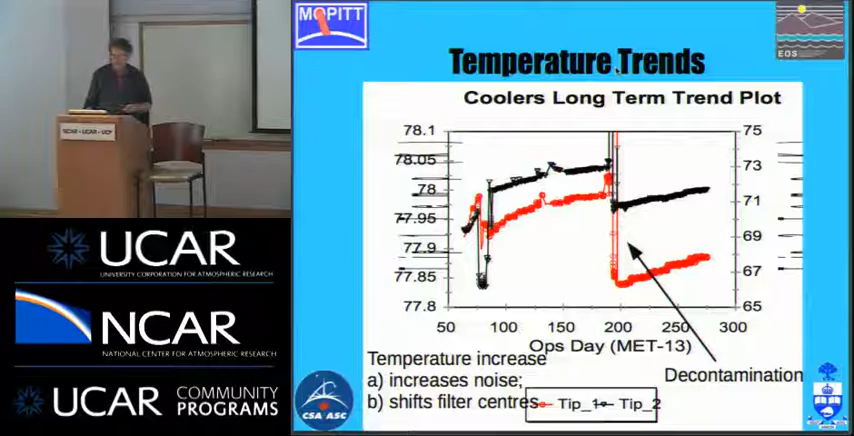 MOPITT
EOS
Temperature Trends
Coolers Long Term Trend Plot
78.1
78.05
78
77.95
77.9
77.85
77.8
75
73
71
69
67
65
50 100 150 200 250 300
Ops Day (MET-13)
Temperature increase
a) increases noise;
b) shifts filter centres
Decontamination
Tip_1 Tip_2
CSA ASC
NCAR · UCAR · UCP
UCAR
UNIVERSITY CORPORATION FOR ATMOSPHERIC RESEARCH
NCAR
NATIONAL CENTER FOR ATMOSPHERIC RESEARCH
UCAR COMMUNITY
PROGRAMS